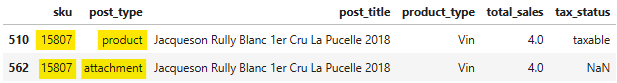 sku post_type post_title product_type total_sales tax_status
510 15807 product Jacqueson Rully Blanc 1er Cru La Pucelle 2018 Vin 4.0 taxable
562 15807 attachment Jacqueson Rully Blanc 1er Cru La Pucelle 2018 Vin 4.0 NaN